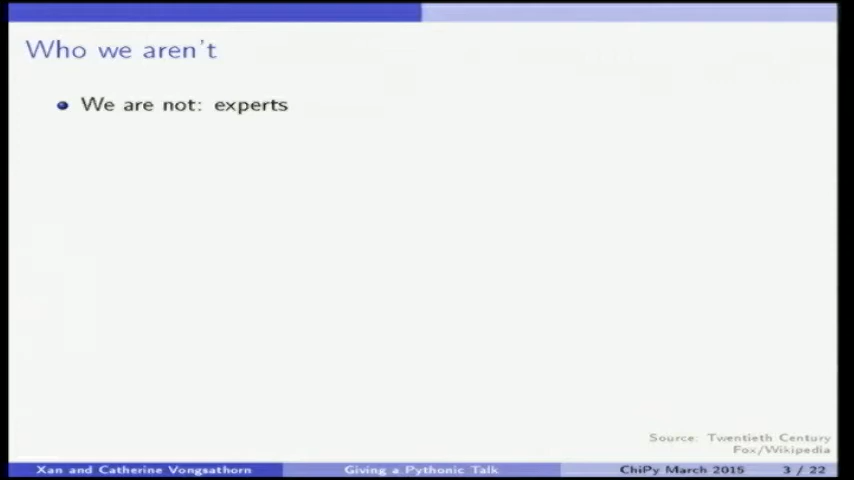 Who we aren't
We are not: experts
Source: Twentieth Century
Fox/Wikipedia
Xan and Catherine Vongsathorn Giving a Pythonic Talk ChiPy March 2015 3 / 22